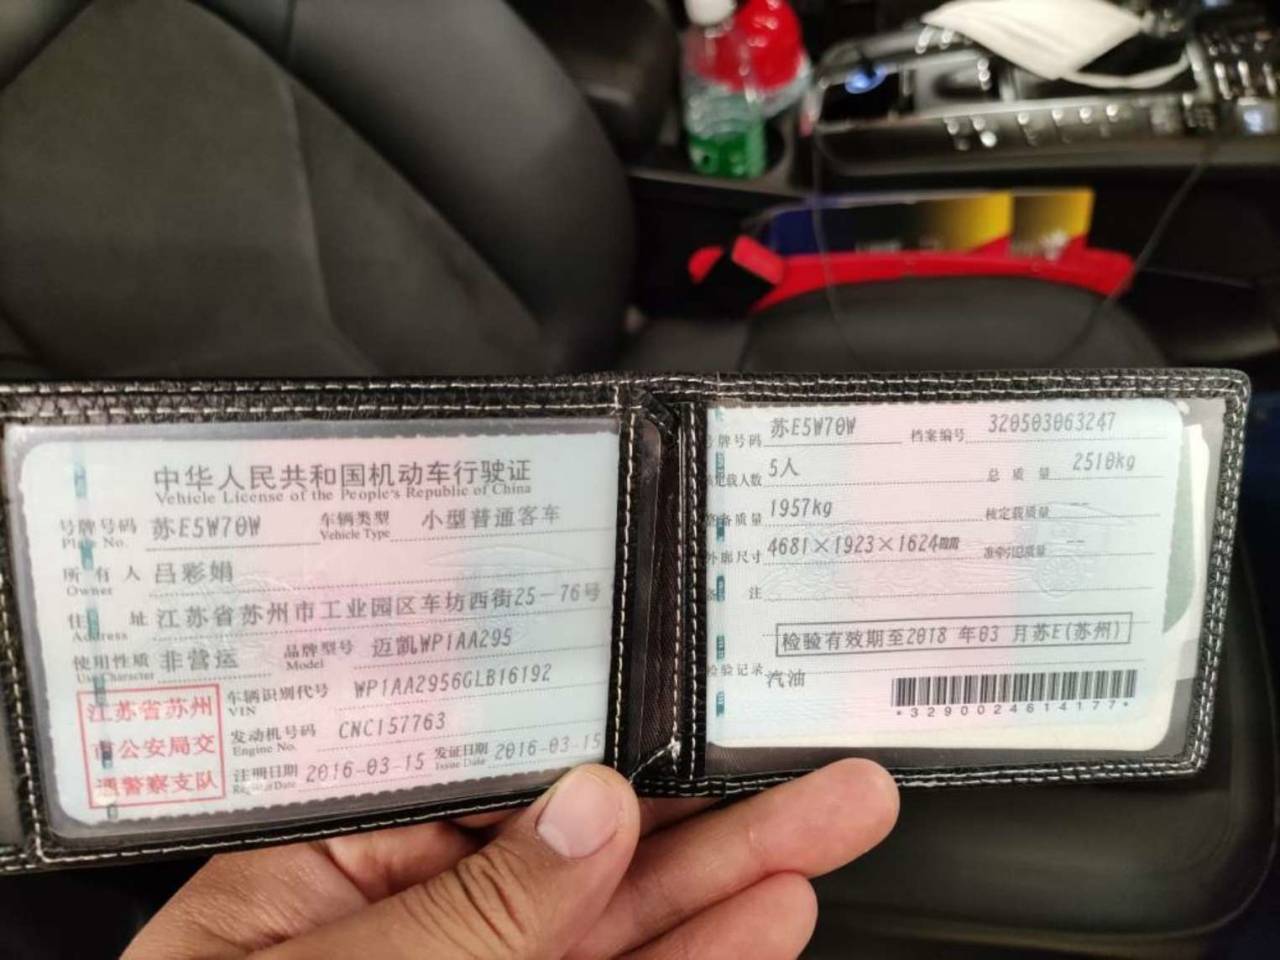 中华人民共和国机动车行驶证
Vehicle License of the People's Republic of China
号牌号码 苏E5W70W 车辆类型 小型普通客车
Plate No. Vehicle Type
所有人 吕彩娟
Owner
住址 江苏省苏州市工业园区车坊西街25-76号
Address
使用性质 非营运 品牌型号 迈凯WP1AA295
Use Character Model
江苏省苏州
市公安局交
通警察支队
车辆识别代号 WP1AA2956GLB16192
VIN
发动机号码 CNC157763
Engine No.
注册日期 2016-03-15 发证日期 2016-03-15
Register Date Issue Date
号牌号码 苏E5W70W 档案编号 320503063247
核定载人数 5人 总质量 2510kg
整备质量 1957kg 核定载质量 --
外廓尺寸 4681×1923×1624mm 准牵引总质量 --
备注
检验有效期至2018 年03 月苏E(苏州)
检验记录
汽油
*3290024614177*